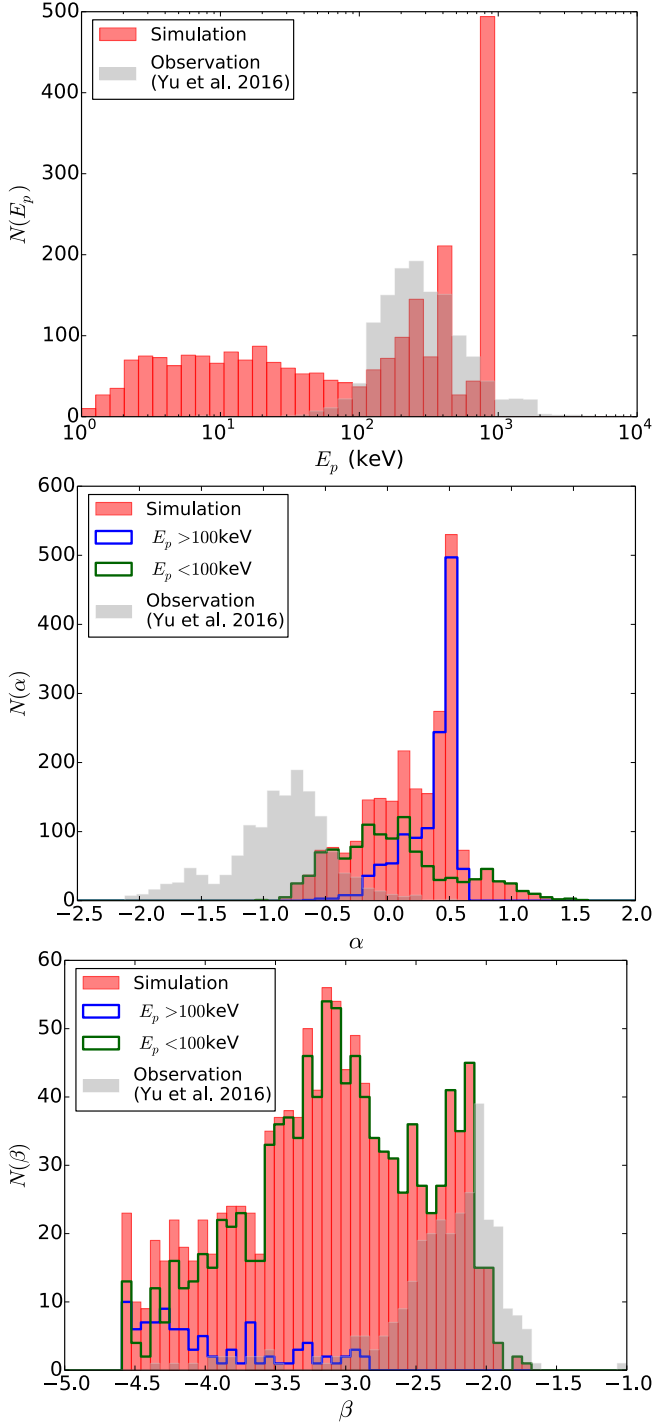 500
400
300
200
100
0
N(E_p)
Simulation
Observation
(Yu et al. 2016)
10^0
10^1
10^2
10^3
10^4
E_p (keV)
600
500
400
300
200
100
0
N(α)
Simulation
E_p >100keV
E_p <100keV
Observation
(Yu et al. 2016)
−2.5
−2.0
−1.5
−1.0
−0.5
0.0
0.5
1.0
1.5
2.0
α
60
50
40
30
20
10
0
N(β)
Simulation
E_p >100keV
E_p <100keV
Observation
(Yu et al. 2016)
−5.0
−4.5
−4.0
−3.5
−3.0
−2.5
−2.0
−1.5
−1.0
β